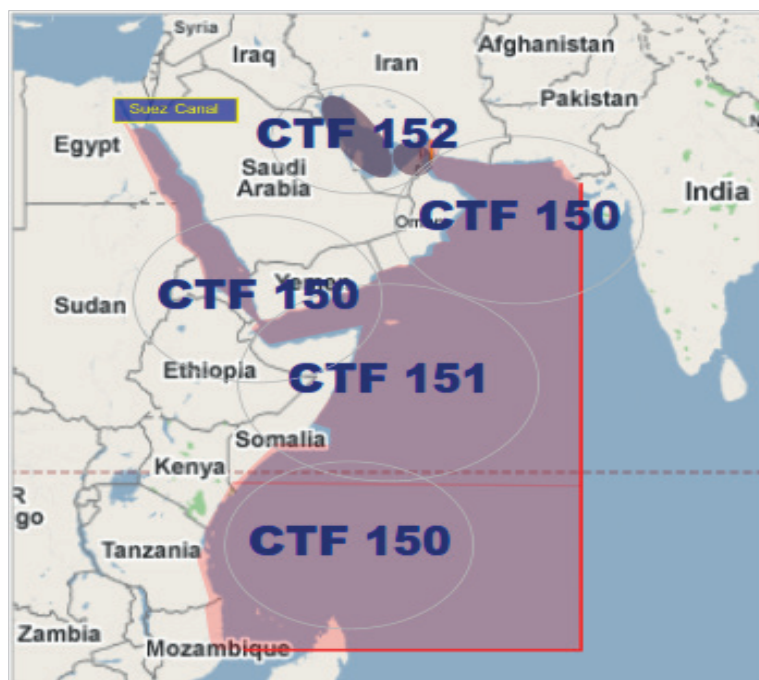 Syria
Iraq
Iran
Afghanistan
Pakistan
Suez Canal
CTF 152
Egypt
Saudi
Arabia
India
CTF 150
CTF 150
Yemen
Sudan
Ethiopia
CTF 151
Somalia
Kenya
R
go
CTF 150
Tanzania
Zambia
Mozambique